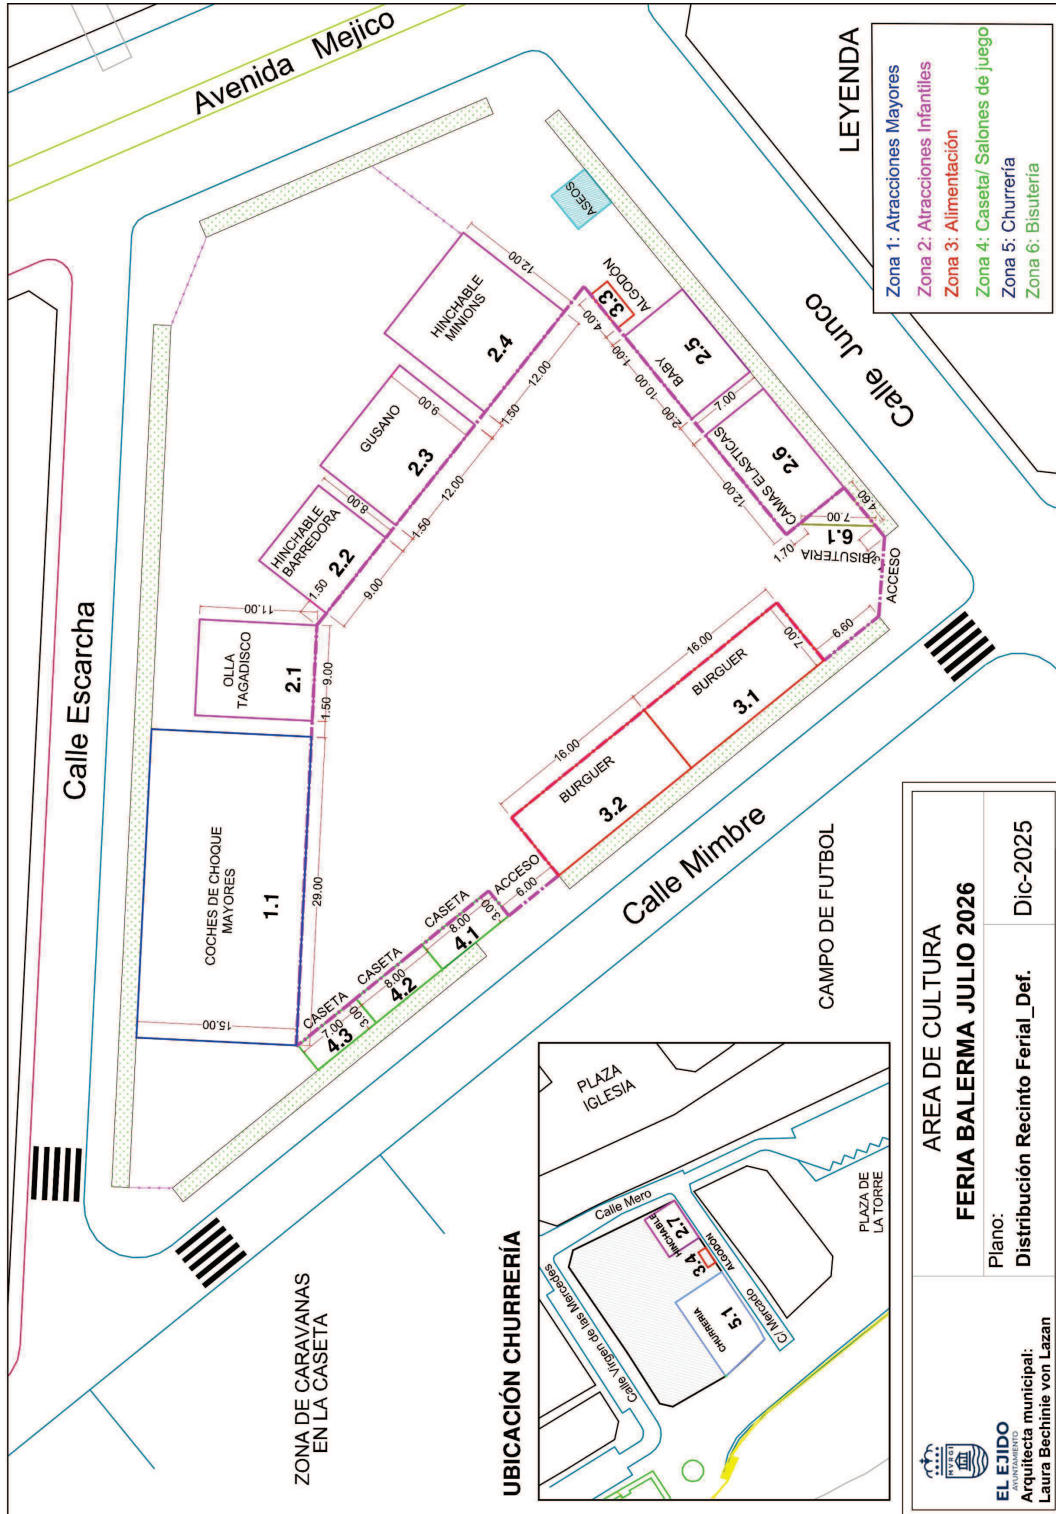 Avenida Mejico
Calle Escarcha
Calle Junco
Calle Mimbre
LEYENDA
Zona 1: Atracciones Mayores
Zona 2: Atracciones Infantiles
Zona 3: Alimentación
Zona 4: Caseta/ Salones de juego
Zona 5: Churrería
Zona 6: Bisutería
COCHES DE CHOQUE
MAYORES
1.1
15.00
29.00
1.50
OLLA
TAGADISCO
2.1
11.00
9.00
1.50
HINCHABLE
BARREDORA
2.2
8.00
9.00
1.50
GUSANO
2.3
9.00
12.00
1.50
HINCHABLE
MINIONS
2.4
12.00
12.00
ASEOS
ALGODÓN
3.3
4.00
1.00
BABY
2.5
10.00
7.00
2.00
CAMAS ELASTICAS
2.6
12.00
1.70
BISUTERIA
6.1
7.00
4.60
ACCESO
6.60
BURGUER
3.1
16.00
7.00
BURGUER
3.2
16.00
ACCESO
6.00
CASETA
4.1
8.00
3.00
CASETA
4.2
8.00
CASETA
4.3
7.00
3.00
CAMPO DE FUTBOL
ZONA DE CARAVANAS
EN LA CASETA
UBICACIÓN CHURRERÍA
PLAZA
IGLESIA
Calle Mero
Calle Virgen de las Mercedes
HINCHABLE
2.7
ALGODON
3.4
CHURRERIA
5.1
C/ Mercado
PLAZA DE
LA TORRE
EL EJIDO
AYUNTAMIENTO
Arquitecta municipal:
Laura Bechinie von Lazan
AREA DE CULTURA
FERIA BALERMA JULIO 2026
Plano:
Distribución Recinto Ferial_Def.
Dic-2025